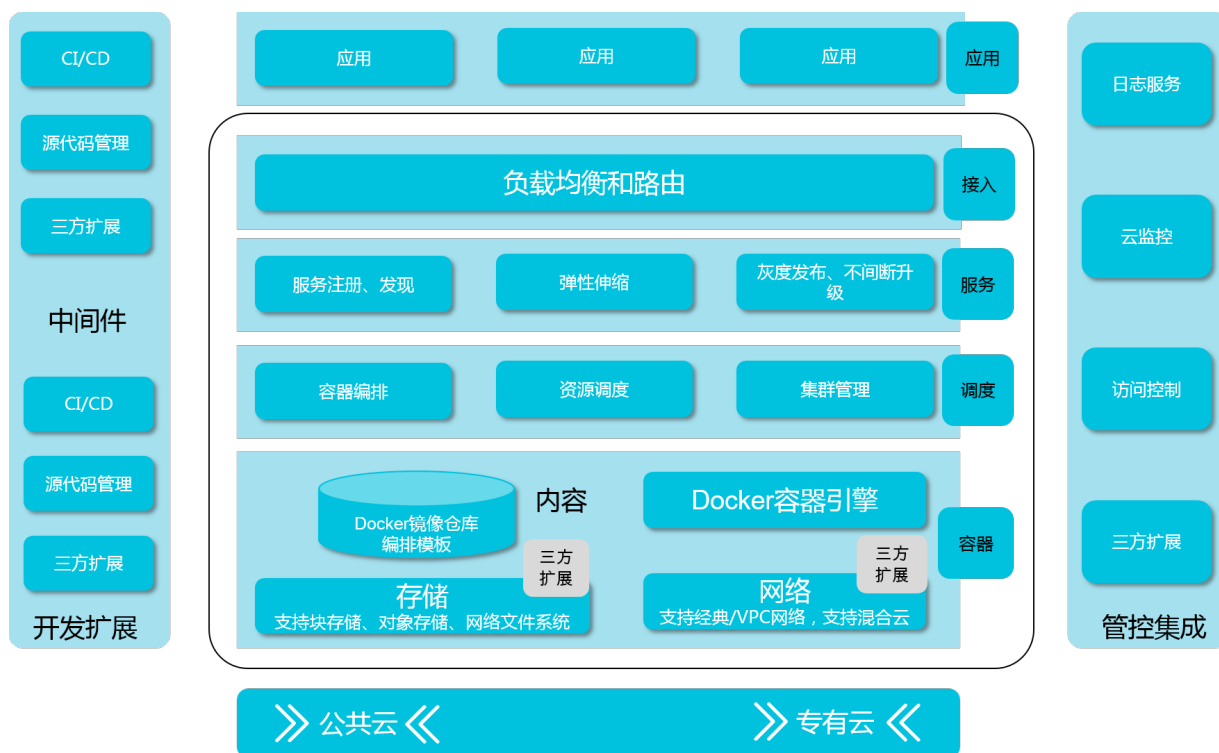 CI/CD
源代码管理
三方扩展
中间件
CI/CD
源代码管理
三方扩展
开发扩展
应用
应用
应用
应用
负载均衡和路由
接入
服务注册、发现
弹性伸缩
灰度发布、不间断升
级
服务
容器编排
资源调度
集群管理
调度
Docker镜像仓库
编排模板
内容
Docker容器引擎
三方
扩展
三方
扩展
容器
存储
支持块存储、对象存储、网络文件系统
网络
支持经典/VPC网络，支持混合云
公共云
专有云
日志服务
云监控
访问控制
三方扩展
管控集成